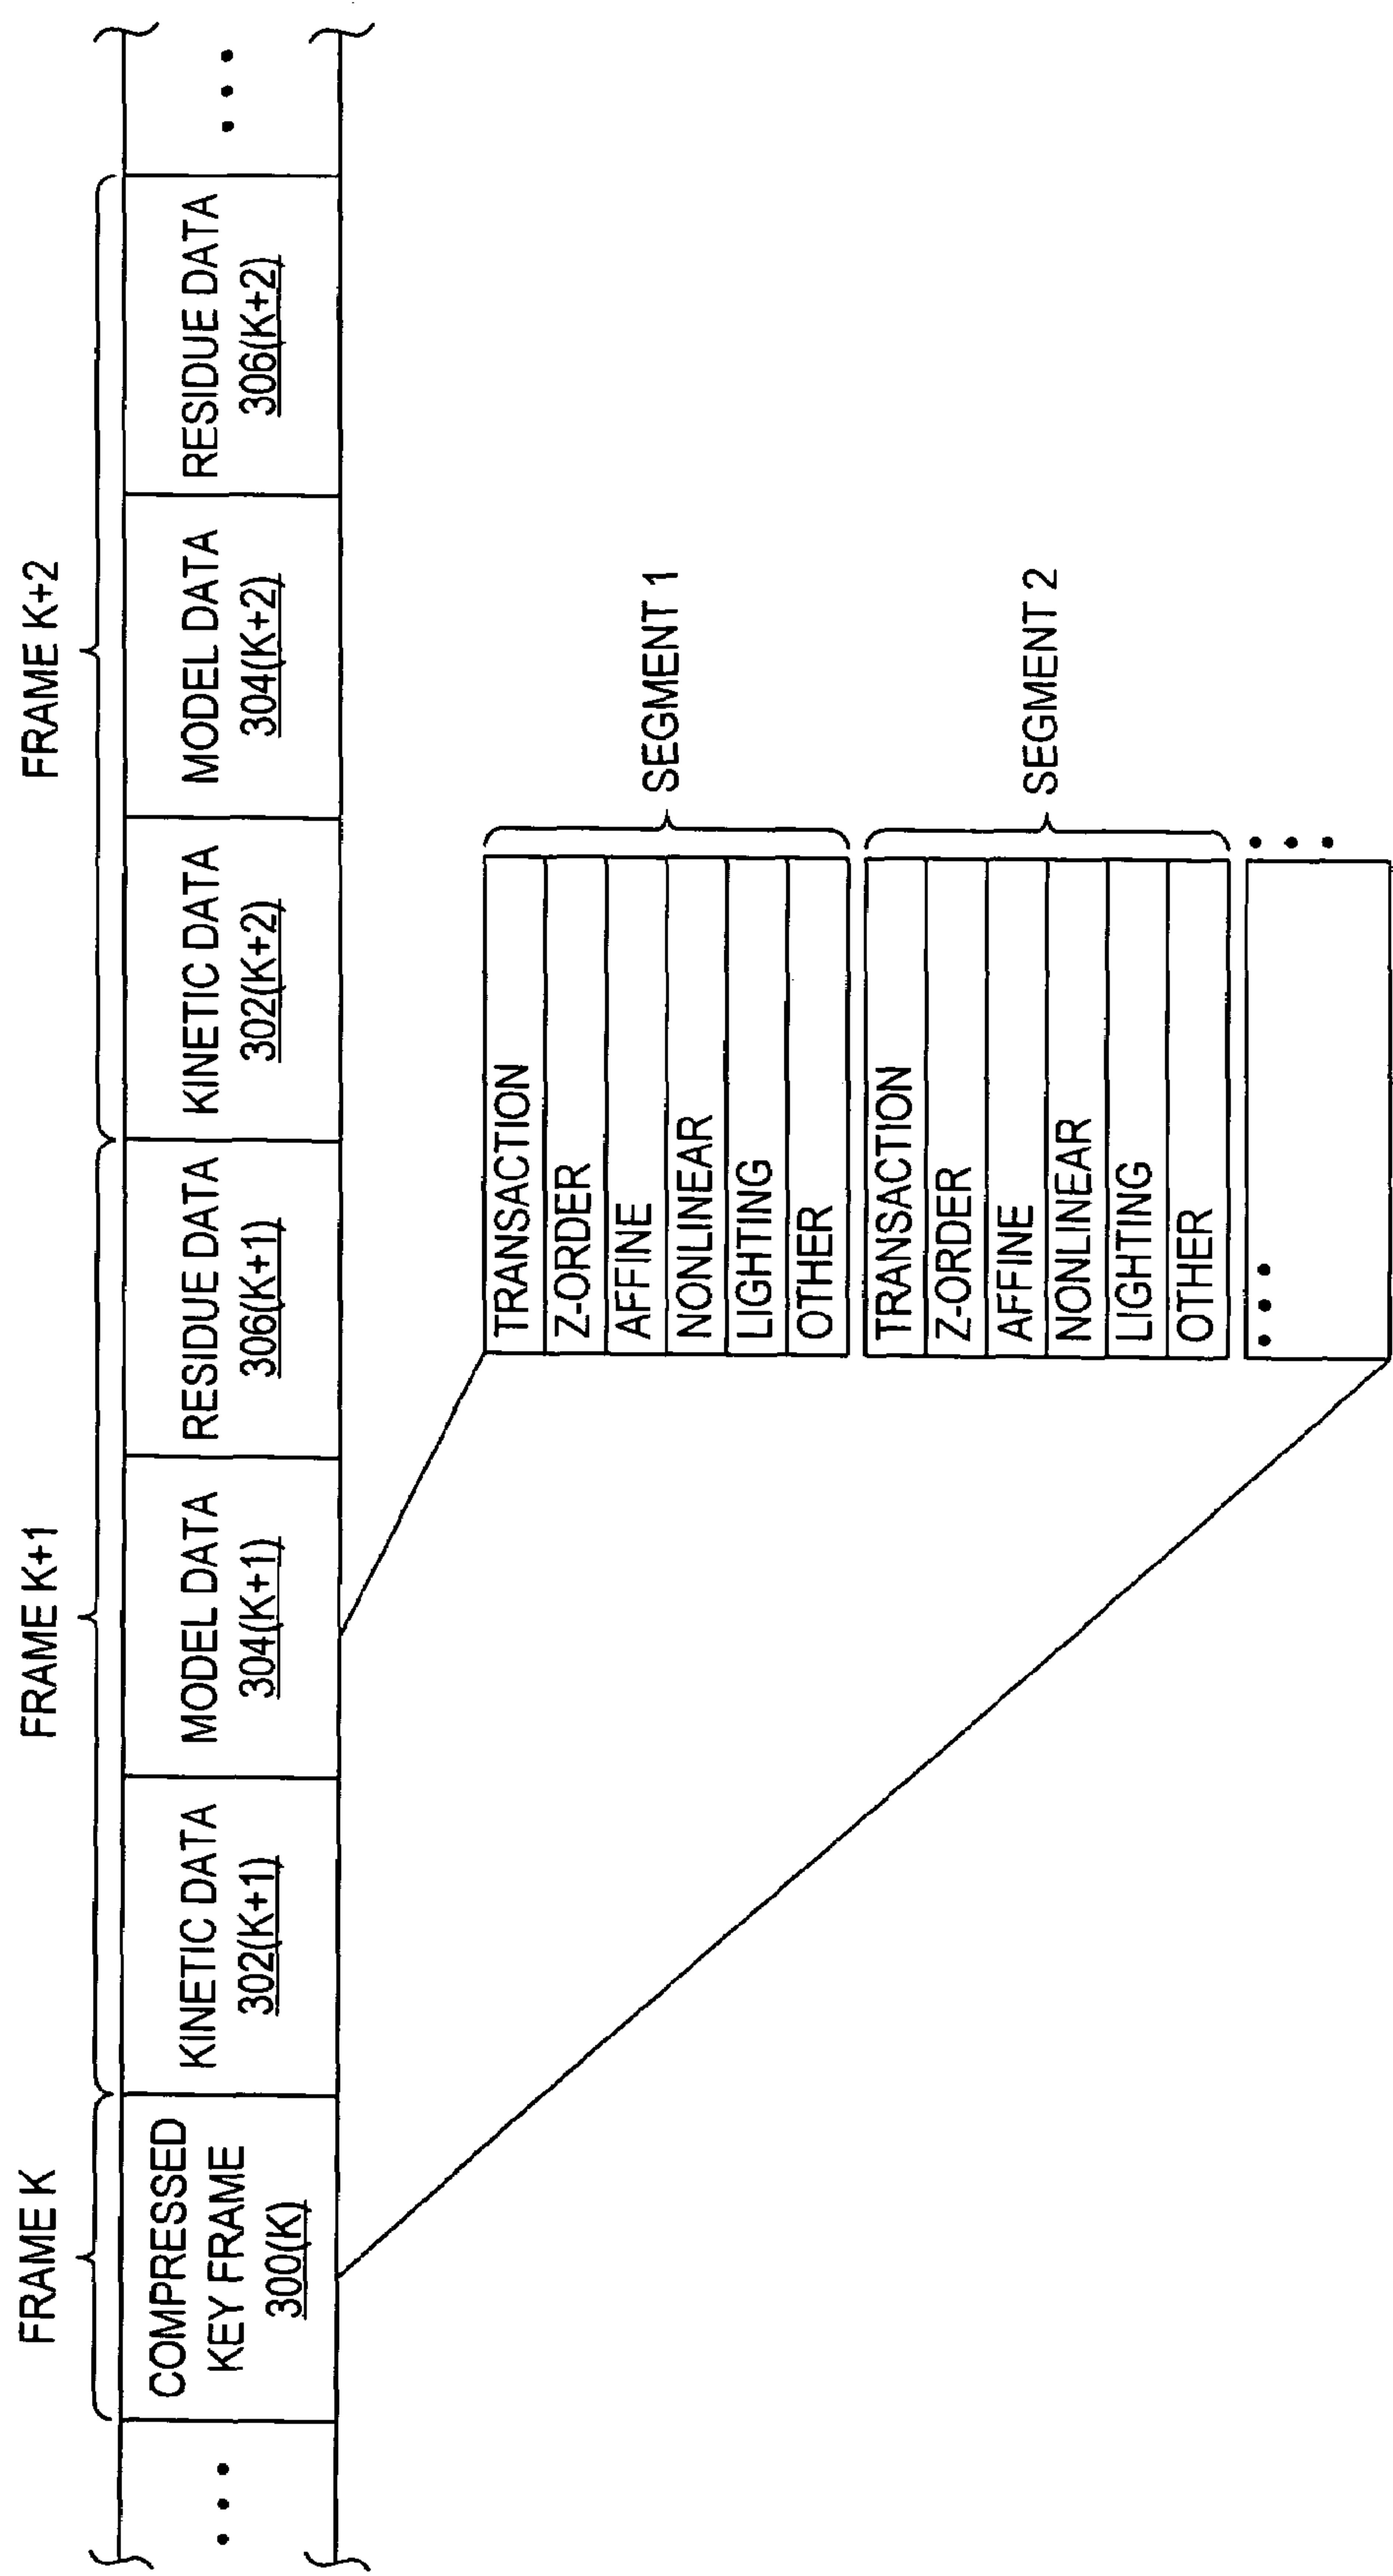 FRAME K
FRAME K+1
FRAME K+2
• • •
COMPRESSED
KEY FRAME
300(K)
KINETIC DATA
302(K+1)
MODEL DATA
304(K+1)
RESIDUE DATA
306(K+1)
KINETIC DATA
302(K+2)
MODEL DATA
304(K+2)
RESIDUE DATA
306(K+2)
• • •
TRANSACTION
Z-ORDER
AFFINE
NONLINEAR
LIGHTING
OTHER
SEGMENT 1
TRANSACTION
Z-ORDER
AFFINE
NONLINEAR
LIGHTING
OTHER
SEGMENT 2
• • •
• • •